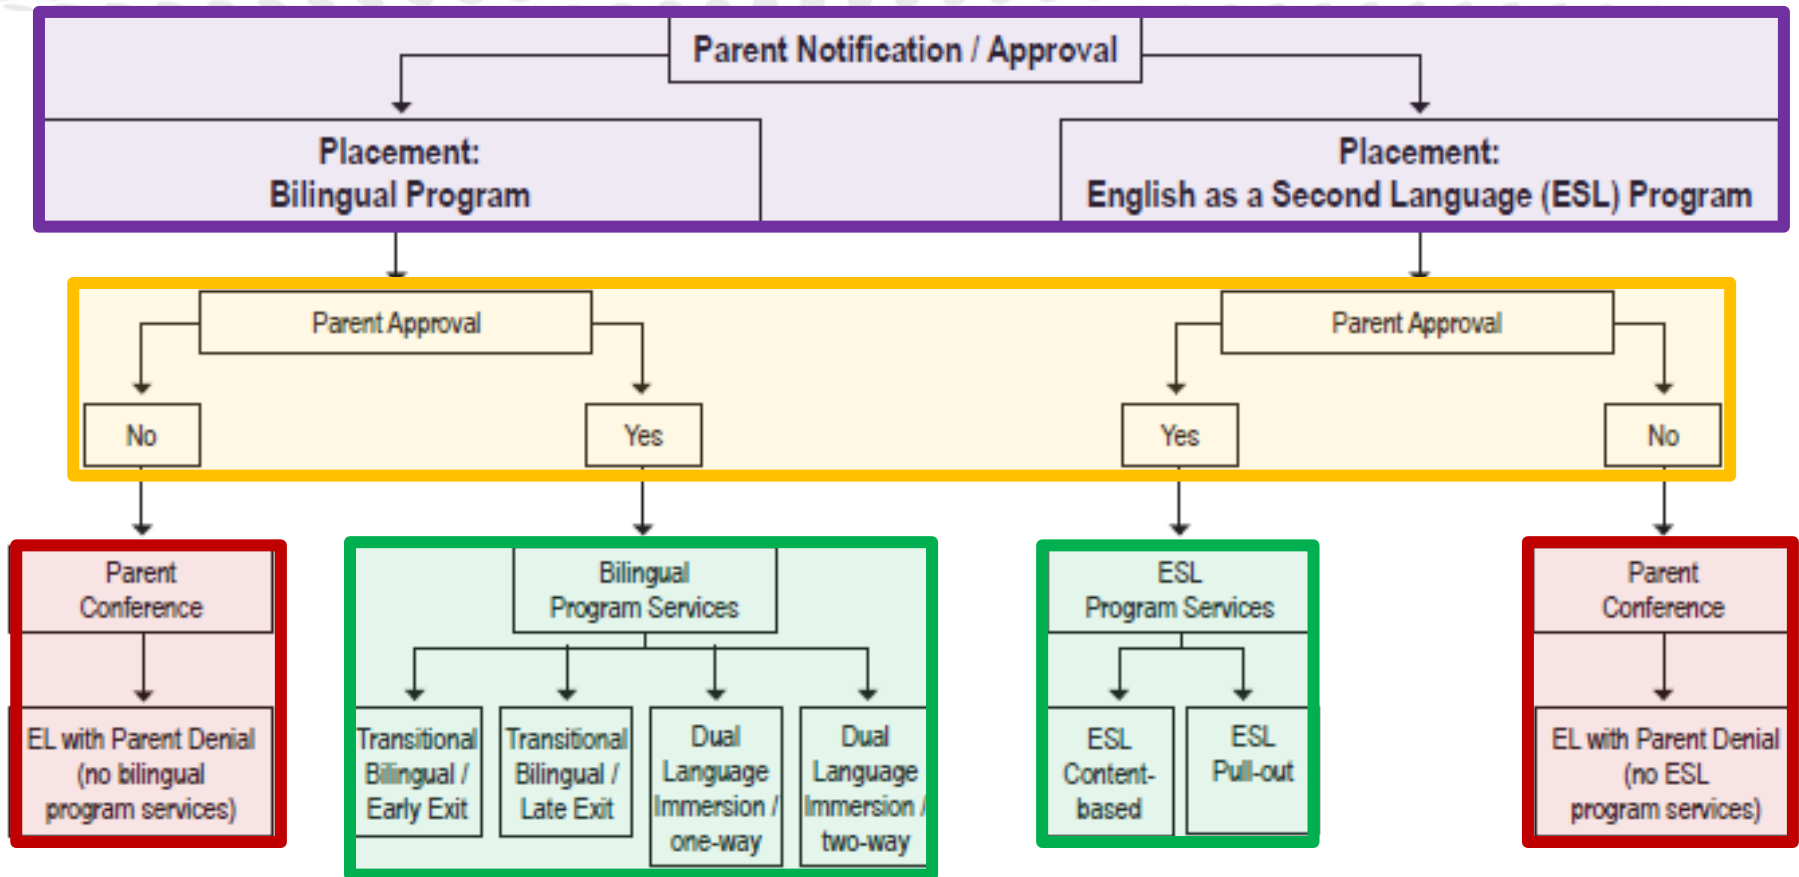 Parent Notification / Approval
Placement:
Bilingual Program
Placement:
English as a Second Language (ESL) Program
Parent Approval
Parent Approval
No
Yes
Yes
No
Parent
Conference
Bilingual
Program Services
ESL
Program Services
Parent
Conference
EL with Parent Denial
(no bilingual
program services)
Transitional
Bilingual /
Early Exit
Transitional
Bilingual /
Late Exit
Dual
Language
Immersion /
one-way
Dual
Language
Immersion /
two-way
ESL
Content-
based
ESL
Pull-out
EL with Parent Denial
(no ESL
program services)